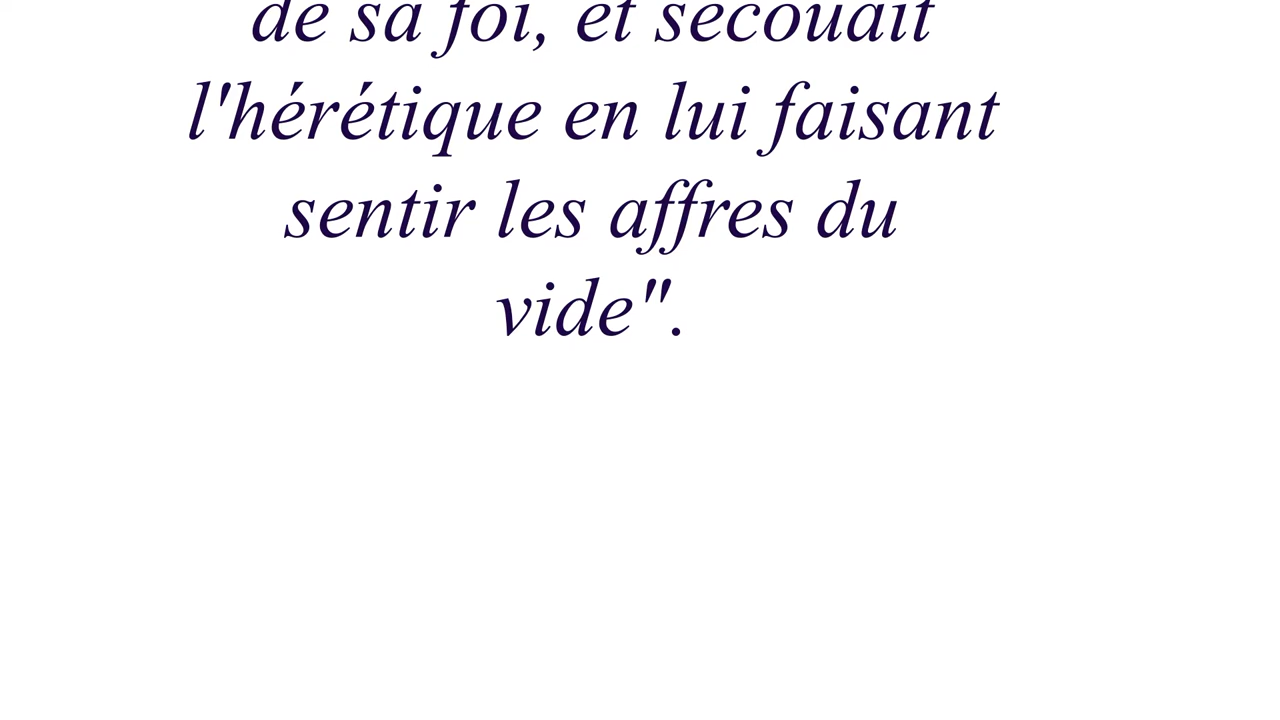 de sa foi, et secouait
l'hérétique en lui faisant
sentir les affres du
vide".